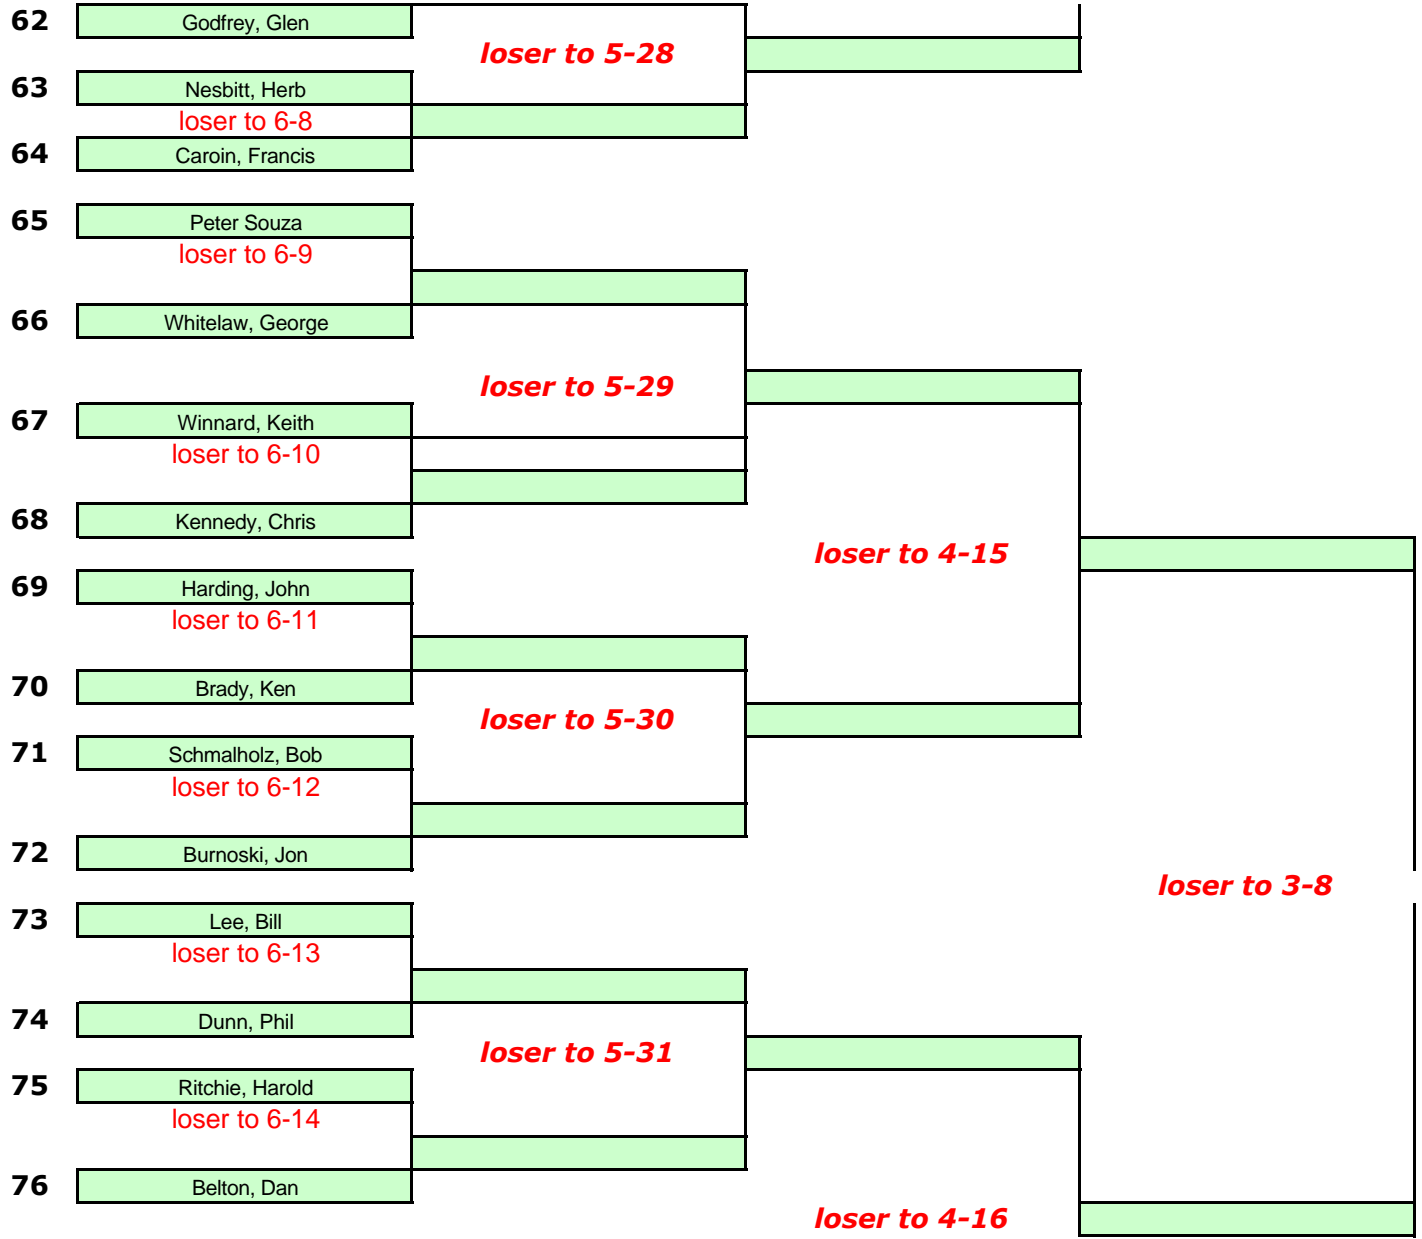 62 Godfrey, Glen
loser to 5-28
63 Nesbitt, Herb
loser to 6-8
64 Caroin, Francis
65 Peter Souza
loser to 6-9
66 Whitelaw, George
loser to 5-29
67 Winnard, Keith
loser to 6-10
68 Kennedy, Chris
loser to 4-15
69 Harding, John
loser to 6-11
70 Brady, Ken
loser to 5-30
71 Schmalholz, Bob
loser to 6-12
72 Burnoski, Jon
loser to 3-8
73 Lee, Bill
loser to 6-13
74 Dunn, Phil
loser to 5-31
75 Ritchie, Harold
loser to 6-14
76 Belton, Dan
loser to 4-16